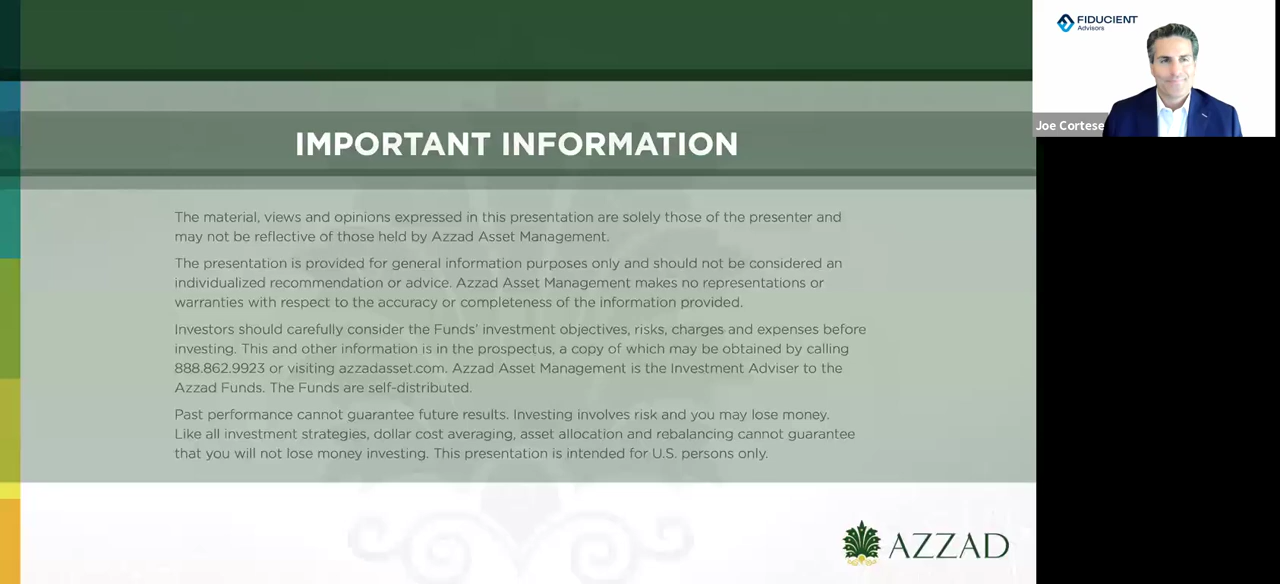 FIDUCIENT
Advisors
Joe Cortese
IMPORTANT INFORMATION
The material, views and opinions expressed in this presentation are solely those of the presenter and
may not be reflective of those held by Azzad Asset Management.
The presentation is provided for general information purposes only and should not be considered an
individualized recommendation or advice. Azzad Asset Management makes no representations or
warranties with respect to the accuracy or completeness of the information provided.
Investors should carefully consider the Funds' investment objectives, risks, charges and expenses before
investing. This and other information is in the prospectus, a copy of which may be obtained by calling
888.862.9923 or visiting azzadasset.com. Azzad Asset Management is the Investment Adviser to the
Azzad Funds. The Funds are self-distributed.
Past performance cannot guarantee future results. Investing involves risk and you may lose money.
Like all investment strategies, dollar cost averaging, asset allocation and rebalancing cannot guarantee
that you will not lose money investing. This presentation is intended for U.S. persons only.
AZZAD